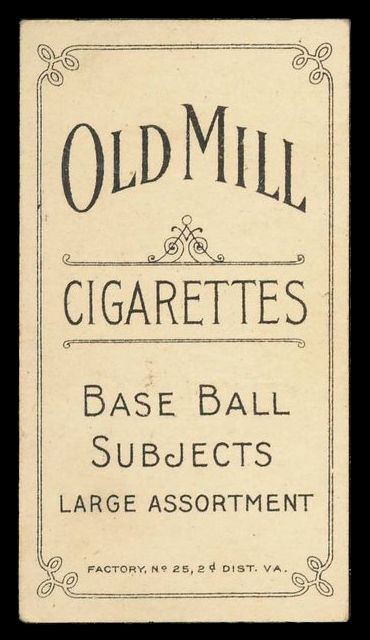 OLD MILL
CIGARETTES
BASE BALL
SUBJECTS
LARGE ASSORTMENT
FACTORY, Nº 25, 2ᵈ DIST. VA.